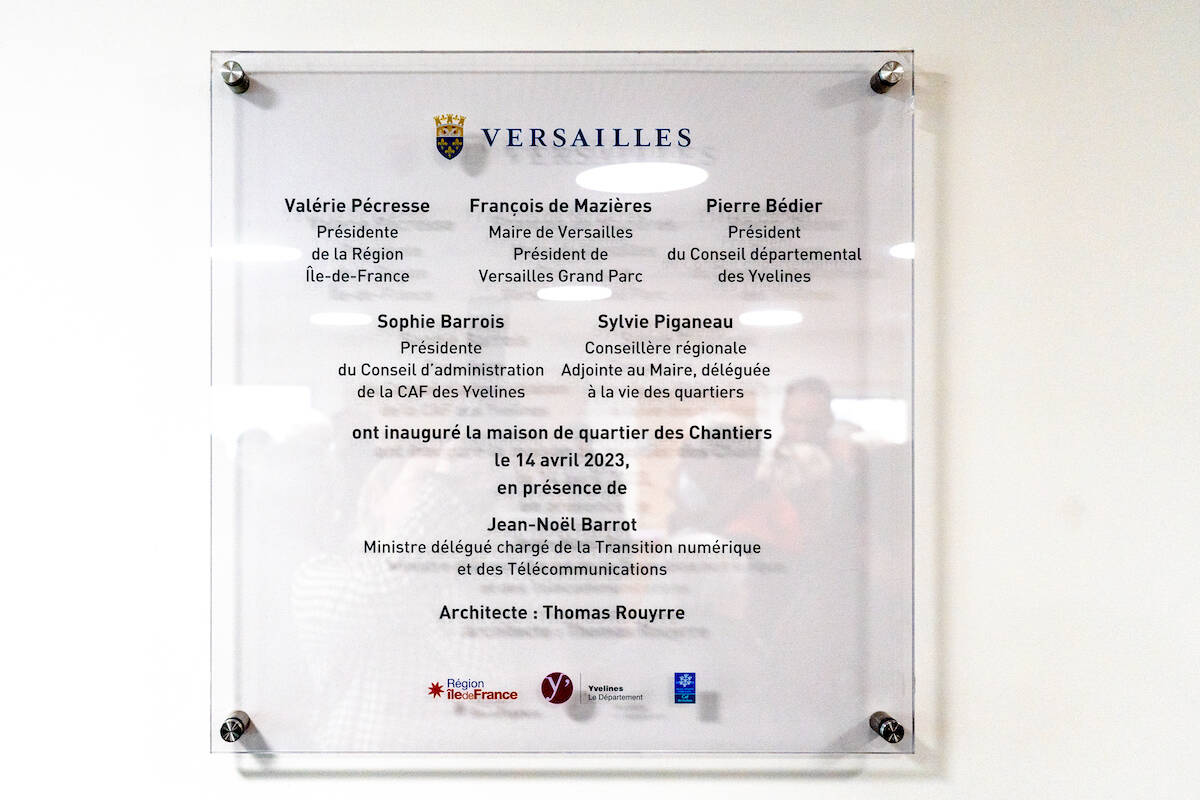 VERSAILLES
Valérie Pécresse
Présidente
de la Région
Île-de-France
François de Mazières
Maire de Versailles
Président de
Versailles Grand Parc
Pierre Bédier
Président
du Conseil départemental
des Yvelines
Sophie Barrois
Présidente
du Conseil d’administration
de la CAF des Yvelines
Sylvie Piganeau
Conseillère régionale
Adjointe au Maire, déléguée
à la vie des quartiers
ont inauguré la maison de quartier des Chantiers
le 14 avril 2023,
en présence de
Jean-Noël Barrot
Ministre délégué chargé de la Transition numérique
et des Télécommunications
Architecte : Thomas Rouyrre
Région
îledeFrance
y'
Yvelines
Le Département
Caf